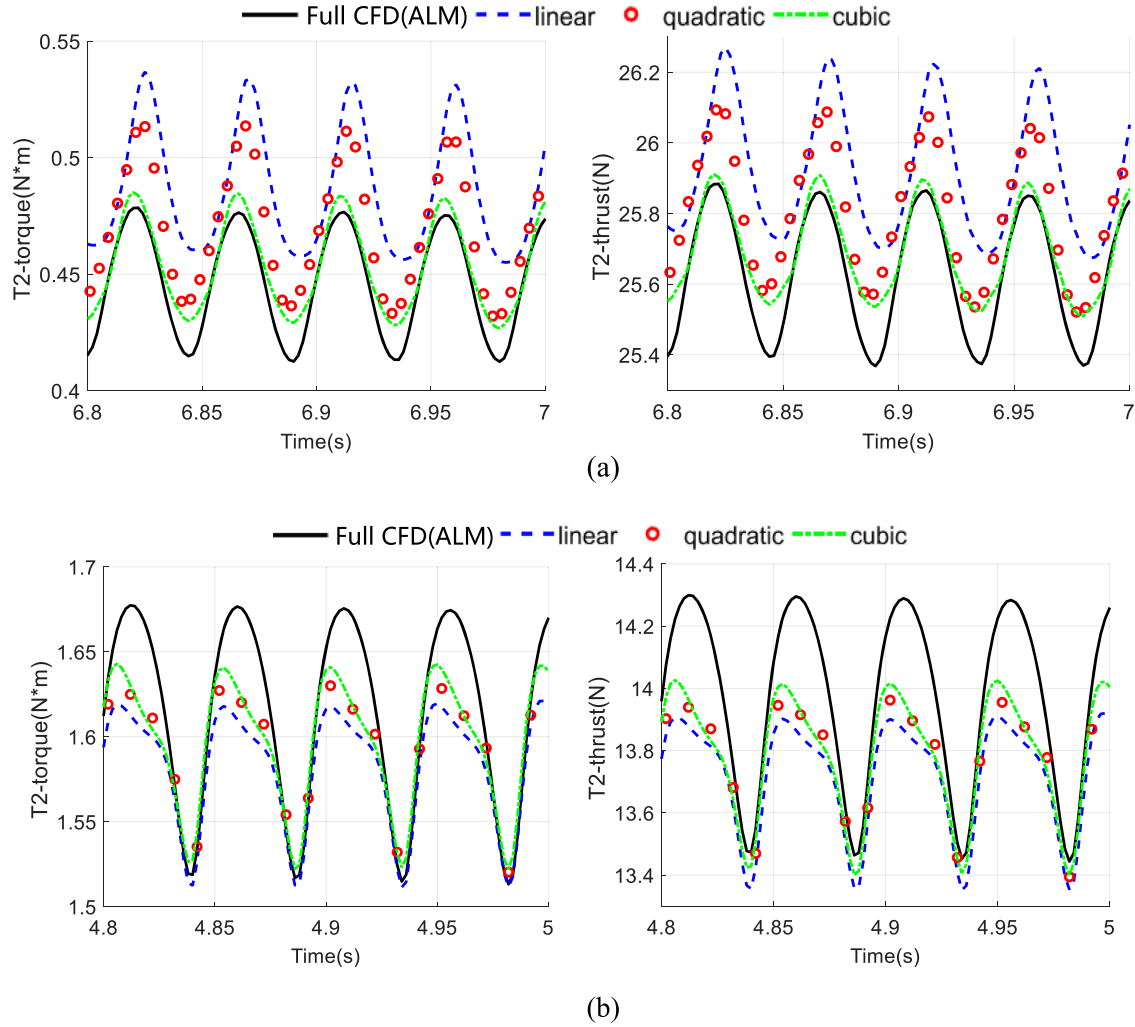 Full CFD(ALM) linear quadratic cubic
0.55
0.5
0.45
0.4
T2-torque(N*m)
6.8 6.85 6.9 6.95 7
Time(s)
26.2
26
25.8
25.6
25.4
T2-thrust(N)
6.8 6.85 6.9 6.95 7
Time(s)
(a)
Full CFD(ALM) linear quadratic cubic
1.7
1.65
1.6
1.55
1.5
T2-torque(N*m)
4.8 4.85 4.9 4.95 5
Time(s)
14.4
14.2
14
13.8
13.6
13.4
T2-thrust(N)
4.8 4.85 4.9 4.95 5
Time(s)
(b)